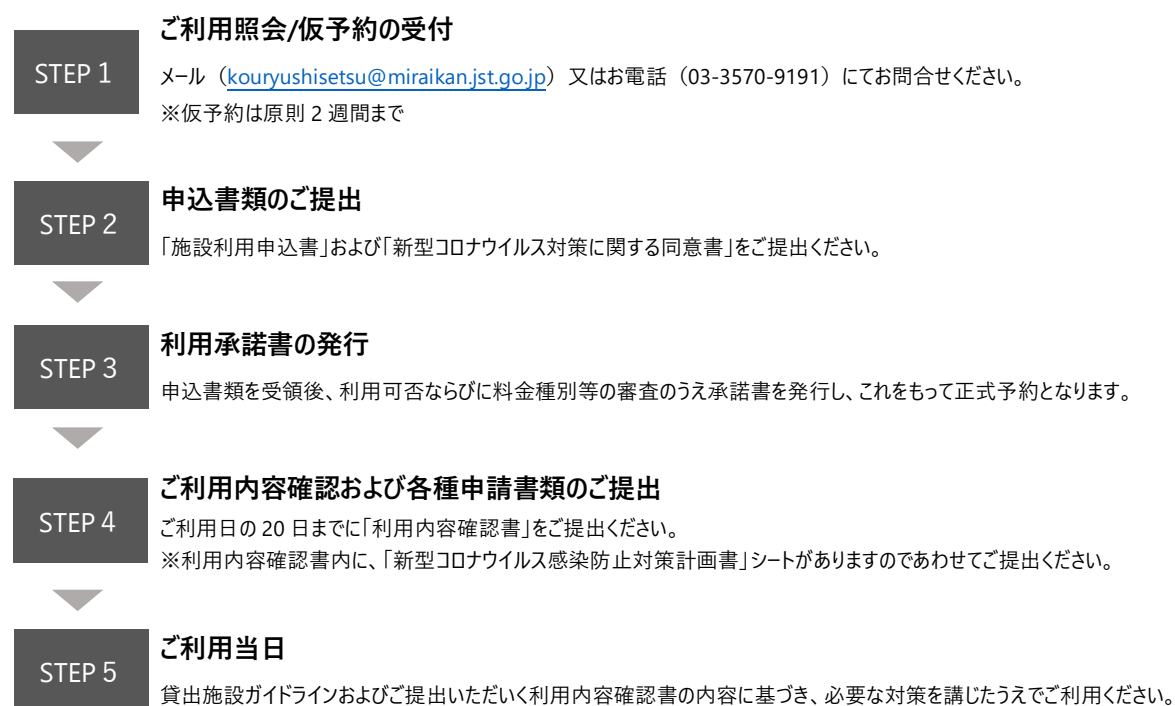 STEP 1
ご利用照会/仮予約の受付
メール（kouryushisetsu@miraikan.jst.go.jp）又はお電話（03-3570-9191）にてお問合せください。
※仮予約は原則 2 週間まで
STEP 2
申込書類のご提出
「施設利用申込書」および「新型コロナウイルス対策に関する同意書」をご提出ください。
STEP 3
利用承諾書の発行
申込書類を受領後、利用可否ならびに料金種別等の審査のうえ承諾書を発行し、これをもって正式予約となります。
STEP 4
ご利用内容確認および各種申請書類のご提出
ご利用日の 20 日までに「利用内容確認書」をご提出ください。
※利用内容確認書内に、「新型コロナウイルス感染防止対策計画書」シートがありますのであわせてご提出ください。
STEP 5
ご利用当日
貸出施設ガイドラインおよびご提出いただいく利用内容確認書の内容に基づき、必要な対策を講じたうえでご利用ください。